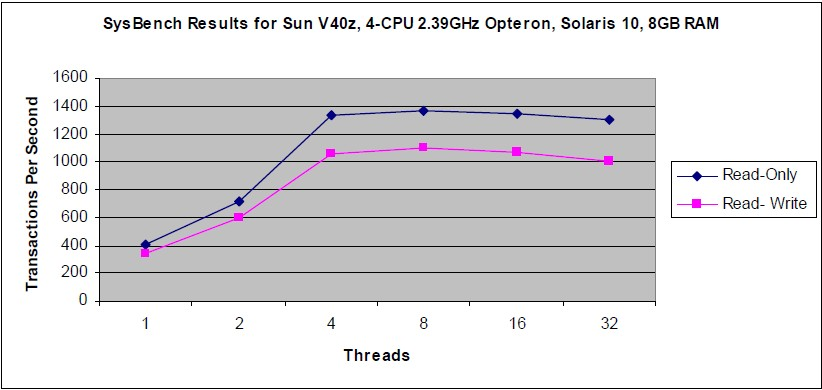 SysBench Results for Sun V40z, 4-CPU 2.39GHz Opteron, Solaris 10, 8GB RAM
Transactions Per Second
1600
1400
1200
1000
800
600
400
200
0
1 2 4 8 16 32
Threads
Read-Only
Read- Write